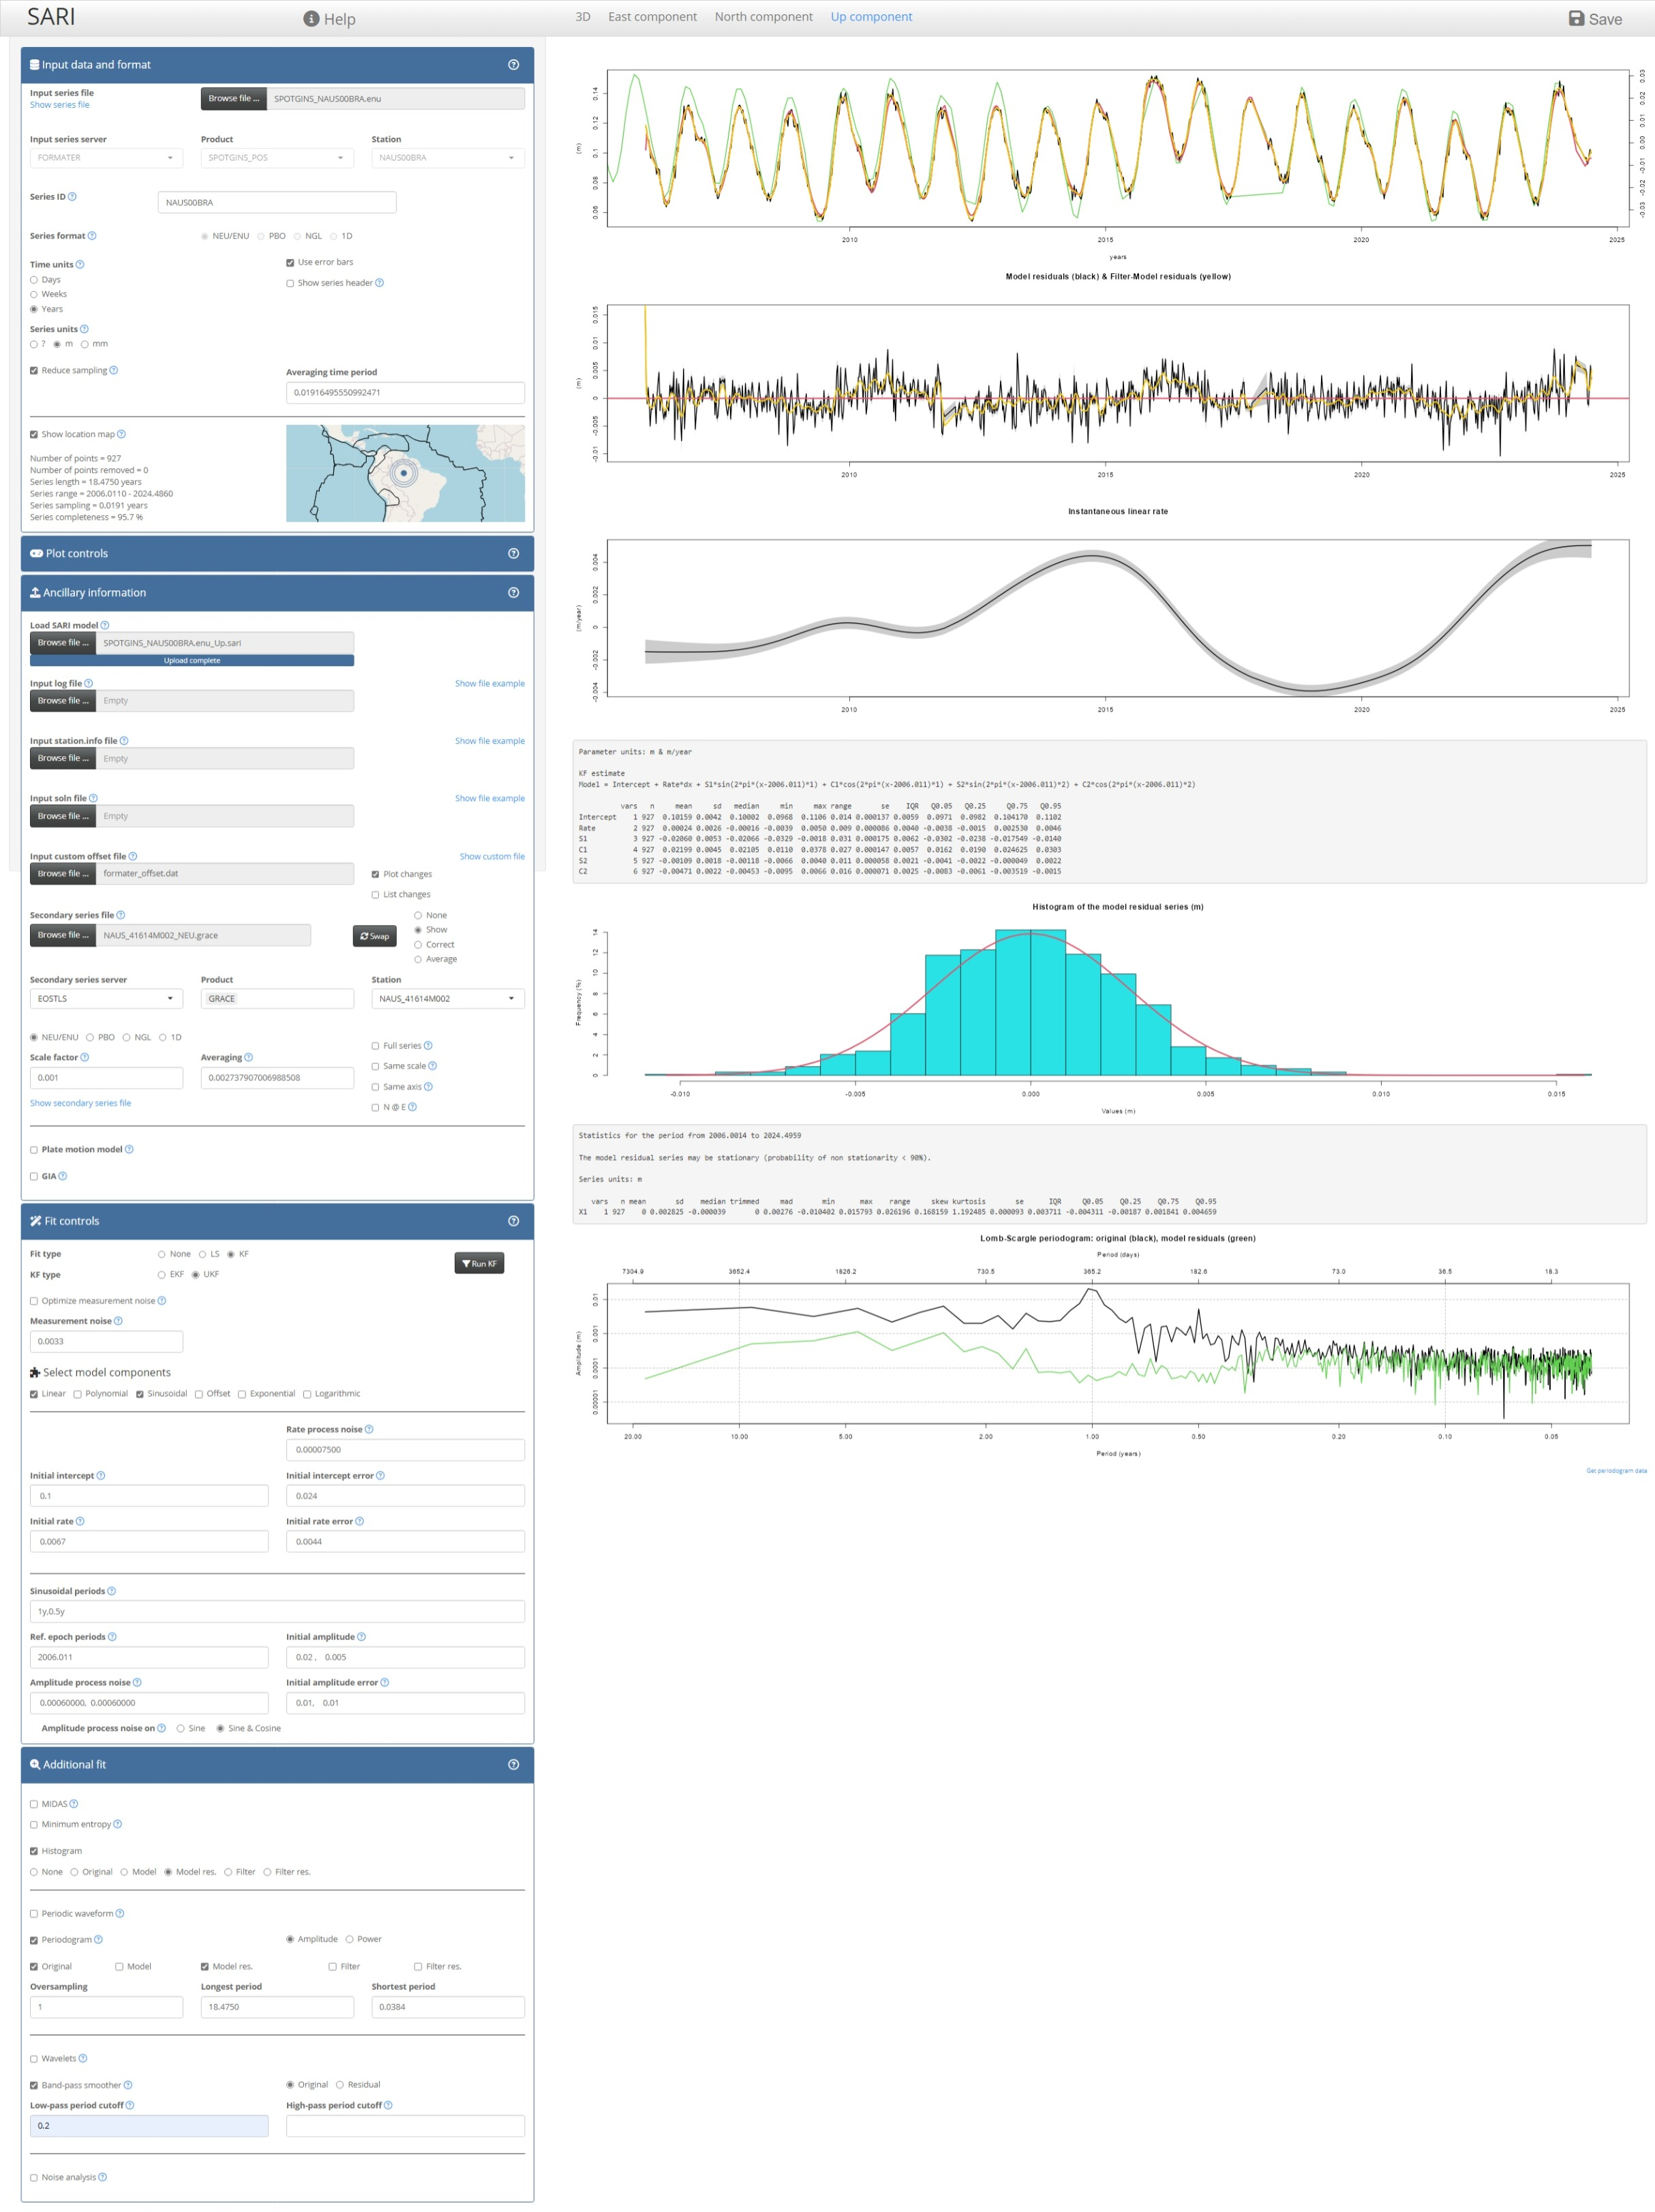 SARI
Help
3D East component North component Up component
Save
Input data and format
Input series file
Show series file
Browse file ... SPOTGINS_NAUS00BRA.enu
Input series server Product Station
FORMATER SPOTGINS_POS NAUS00BRA
Series ID NAUS00BRA
Series format NEU/ENU PBO NGL 1D
Time units Use error bars
Days Show series header
Weeks
Years
Series units
? m mm
Reduce sampling Averaging time period
0.01916495550992471
Show location map
Number of points = 927
Number of points removed = 0
Series length = 18.4750 years
Series range = 2006.0110 - 2024.4860
Series sampling = 0.0191 years
Series completeness = 95.7 %
Plot controls
Ancillary information
Load SARI model
Browse file ... SPOTGINS_NAUS00BRA.enu_Up.sari
Upload complete
Input log file Show file example
Browse file ... Empty
Input station.info file Show file example
Browse file ... Empty
Input soln file Show file example
Browse file ... Empty
Input custom offset file Show custom file
Browse file ... formater_offset.dat Plot changes
List changes
Secondary series file None
Browse file ... NAUS_41614M002_NEU.grace Swap Show
Correct
Average
Secondary series server Product Station
EOSTLS GRACE NAUS_41614M002
NEU/ENU PBO NGL 1D
Full series
Scale factor Averaging Same scale
0.001 0.002737907006988508 Same axis
Show secondary series file N @ E
Plate motion model
GIA
Fit controls
Fit type None LS KF Run KF
KF type EKF UKF
Optimize measurement noise
Measurement noise
0.0033
Select model components
Linear Polynomial Sinusoidal Offset Exponential Logarithmic
Rate process noise
0.00007500
Initial intercept Initial intercept error
0.1 0.024
Initial rate Initial rate error
0.0067 0.0044
Sinusoidal periods
1y,0.5y
Ref. epoch periods Initial amplitude
2006.011 0.02 , 0.005
Amplitude process noise Initial amplitude error
0.00060000, 0.00060000 0.01, 0.01
Amplitude process noise on Sine Sine & Cosine
Additional fit
MIDAS
Minimum entropy
Histogram
None Original Model Model res. Filter Filter res.
Periodic waveform
Periodogram Amplitude Power
Original Model Model res. Filter Filter res.
Oversampling Longest period Shortest period
1 18.4750 0.0384
Wavelets
Band-pass smoother Original Residual
Low-pass period cutoff High-pass period cutoff
0.2
Noise analysis
(m)
0.14
0.12
0.1
0.08
0.06
0.03
0.02
0.01
0.00
-0.01
-0.02
-0.03
2010 2015 2020 2025
years
Model residuals (black) & Filter-Model residuals (yellow)
(m)
0.015
0.01
0.005
0
-0.005
-0.01
2010 2015 2020 2025
Instantaneous linear rate
(m/year)
0.004
0.002
0
-0.002
-0.004
2010 2015 2020 2025
Parameter units: m & m/year
KF estimate
Model = Intercept + Rate*dx + S1*sin(2*pi*(x-2006.011)*1) + C1*cos(2*pi*(x-2006.011)*1) + S2*sin(2*pi*(x-2006.011)*2) + C2*cos(2*pi*(x-2006.011)*2)
vars n mean sd median min max range se IQR Q0.05 Q0.25 Q0.75 Q0.95
Intercept 1 927 0.10159 0.0042 0.10002 0.0968 0.1106 0.014 0.000137 0.0059 0.0971 0.0982 0.104170 0.1102
Rate 2 927 0.00024 0.0026 -0.00016 -0.0039 0.0050 0.009 0.000086 0.0040 -0.0038 -0.0015 0.002530 0.0046
S1 3 927 -0.02060 0.0053 -0.02066 -0.0329 -0.0018 0.031 0.000175 0.0062 -0.0302 -0.0238 -0.017549 -0.0140
C1 4 927 0.02199 0.0045 0.02105 0.0110 0.0378 0.027 0.000147 0.0057 0.0162 0.0190 0.024625 0.0303
S2 5 927 -0.00109 0.0018 -0.00118 -0.0066 0.0040 0.011 0.000058 0.0021 -0.0041 -0.0022 -0.000049 0.0022
C2 6 927 -0.00471 0.0022 -0.00453 -0.0095 0.0066 0.016 0.000071 0.0025 -0.0083 -0.0061 -0.003519 -0.0015
Histogram of the model residual series (m)
Frequency (%)
14
12
10
8
6
4
2
0
-0.010 -0.005 0.000 0.005 0.010 0.015
Values (m)
Statistics for the period from 2006.0014 to 2024.4959
The model residual series may be stationary (probability of non stationarity < 90%).
Series units: m
vars n mean sd median trimmed mad min max range skew kurtosis se IQR Q0.05 Q0.25 Q0.75 Q0.95
X1 1 927 0 0.002825 -0.000039 0 0.00276 -0.010402 0.015793 0.026196 0.168159 1.192485 0.000093 0.003711 -0.004311 -0.00187 0.001841 0.004659
Lomb-Scargle periodogram: original (black), model residuals (green)
Period (days)
7304.9 3652.4 1826.2 730.5 365.2 182.6 73.0 36.5 18.3
Amplitude (m)
0.01
0.001
0.0001
0.00001
20.00 10.00 5.00 2.00 1.00 0.50 0.20 0.10 0.05
Period (years)
Get periodogram data